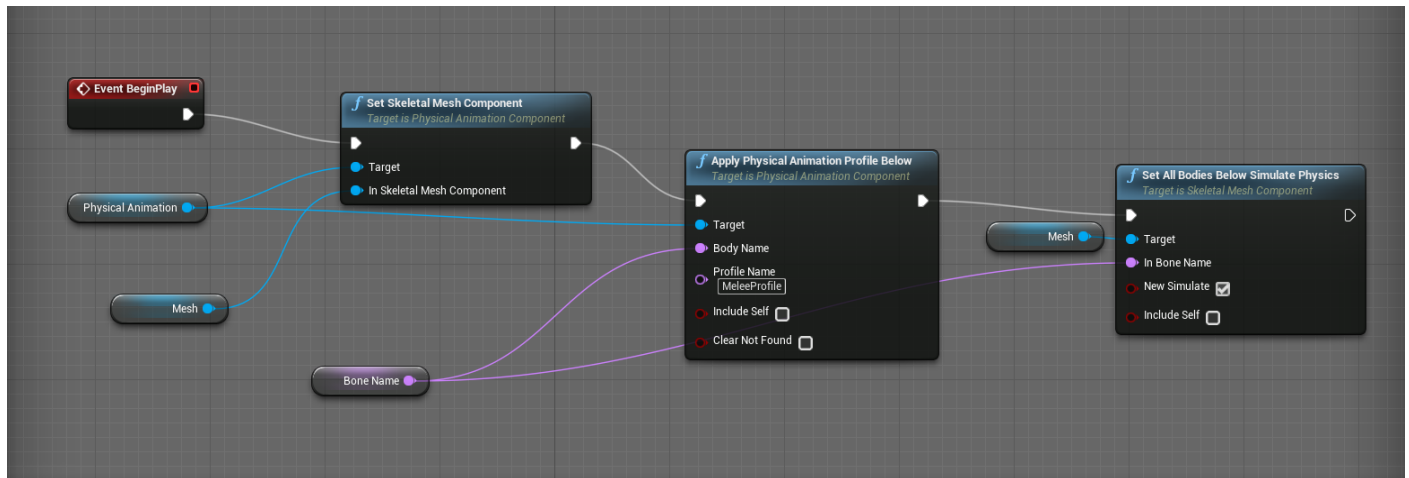 Event BeginPlay
Set Skeletal Mesh Component
Target is Physical Animation Component
Target
In Skeletal Mesh Component
Physical Animation
Mesh
Bone Name
Apply Physical Animation Profile Below
Target is Physical Animation Component
Target
Body Name
Profile Name
MeleeProfile
Include Self
Clear Not Found
Mesh
Set All Bodies Below Simulate Physics
Target is Skeletal Mesh Component
Target
In Bone Name
New Simulate
Include Self